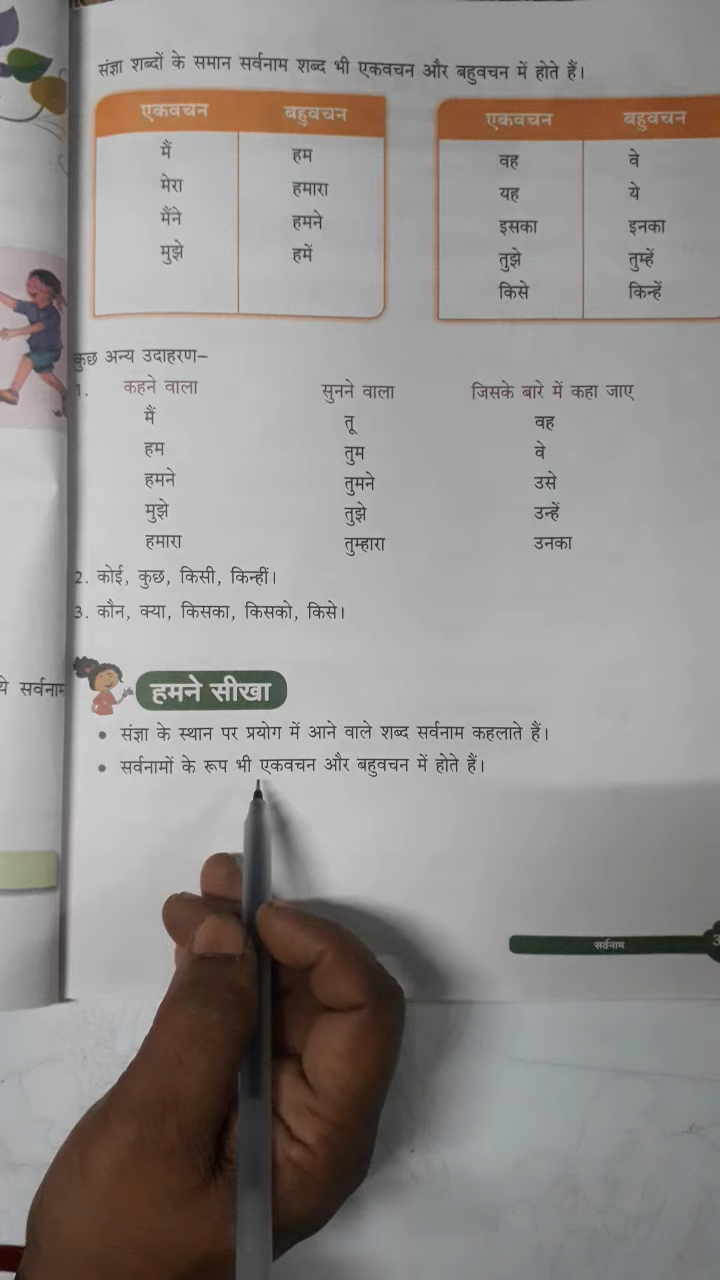 संज्ञा शब्दों के समान सर्वनाम शब्द भी एकवचन और बहुवचन में होते हैं।
एकवचन बहुवचन
मैं हम
मेरा हमारा
मैंने हमने
मुझे हमें
एकवचन बहुवचन
वह वे
यह ये
इसका इनका
तुझे तुम्हें
किसे किन्हें
कुछ अन्य उदाहरण–
1. कहने वाला सुनने वाला जिसके बारे में कहा जाए
मैं तू वह
हम तुम वे
हमने तुमने उसे
मुझे तुझे उन्हें
हमारा तुम्हारा उनका
2. कोई, कुछ, किसी, किन्हीं।
3. कौन, क्या, किसका, किसको, किसे।
ये सर्वनाम
हमने सीखा
• संज्ञा के स्थान पर प्रयोग में आने वाले शब्द सर्वनाम कहलाते हैं।
• सर्वनामों के रूप भी एकवचन और बहुवचन में होते हैं।
सर्वनाम